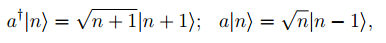 a†|n⟩ = √(n + 1)|n + 1⟩;   a|n⟩ = √n|n − 1⟩,